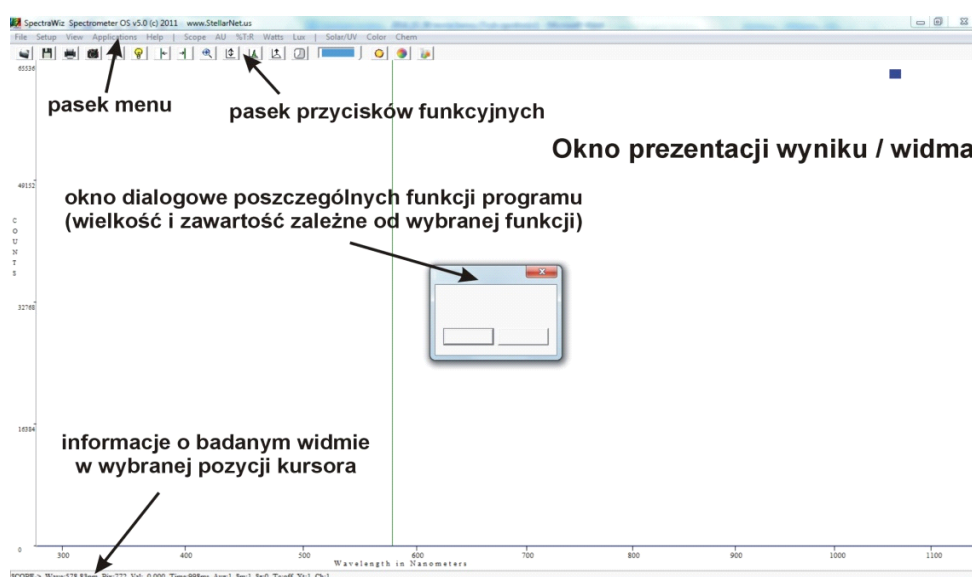 SpectraWiz Spectrometer OS v5.0 (c) 2011 www.StellarNet.us
File Setup View Applications Help | Scope AU %T:R Watts Lux | Solar/UV Color Chem
65536
pasek menu
pasek przycisków funkcyjnych
Okno prezentacji wyniku / widma
49152
okno dialogowe poszczególnych funkcji programu
(wielkość i zawartość zależne od wybranej funkcji)
COUNTS
32768
16384
informacje o badanym widmie
w wybranej pozycji kursora
0
300 400 500 600 700 800 900 1000 1100
Wavelength in Nanometers